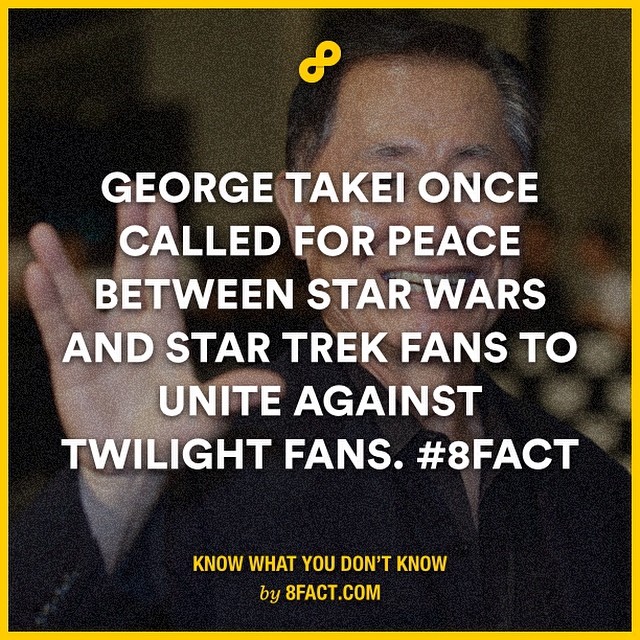 GEORGE TAKEI ONCE
CALLED FOR PEACE
BETWEEN STAR WARS
AND STAR TREK FANS TO
UNITE AGAINST
TWILIGHT FANS. #8FACT
KNOW WHAT YOU DON'T KNOW
by 8FACT.COM